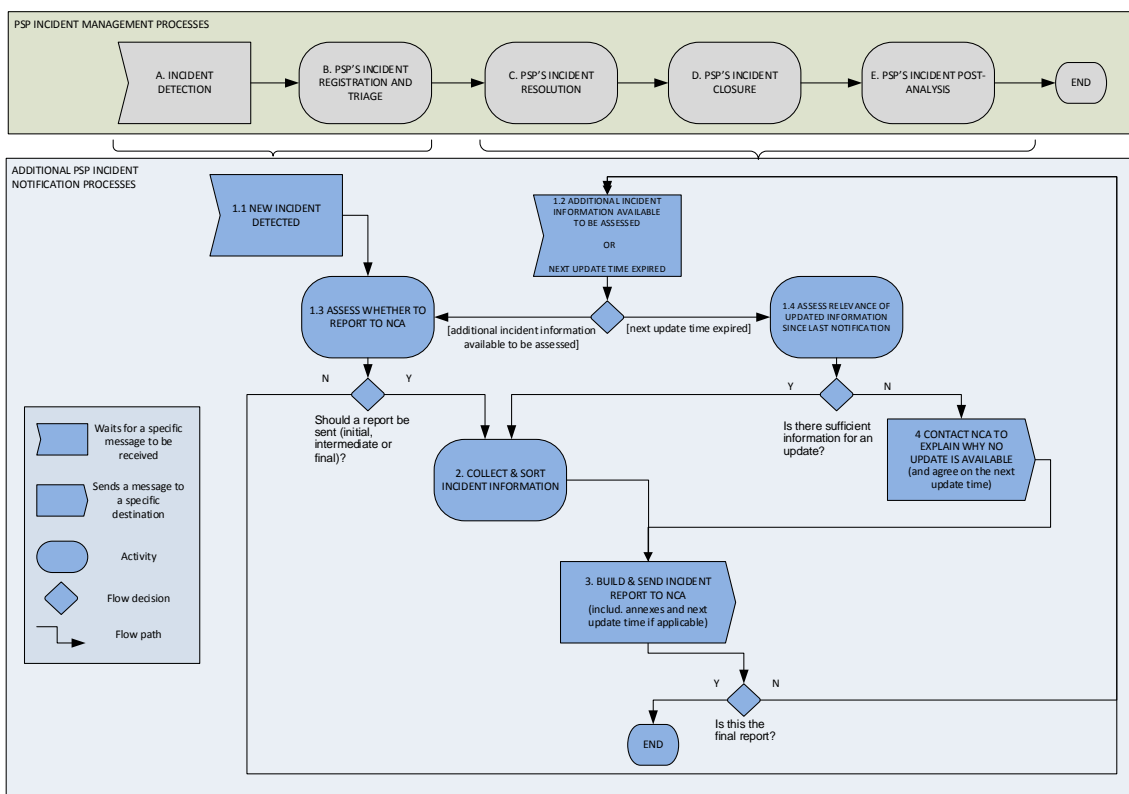 PSP INCIDENT MANAGEMENT PROCESSES
A. INCIDENT
DETECTION
B. PSP'S INCIDENT
REGISTRATION AND
TRIAGE
C. PSP'S INCIDENT
RESOLUTION
D. PSP'S INCIDENT
CLOSURE
E. PSP'S INCIDENT POST-
ANALYSIS
END
ADDITIONAL PSP INCIDENT
NOTIFICATION PROCESSES
1.1 NEW INCIDENT
DETECTED
1.2 ADDITIONAL INCIDENT
INFORMATION AVAILABLE
TO BE ASSESSED
OR
NEXT UPDATE TIME EXPIRED
1.3 ASSESS WHETHER TO
REPORT TO NCA
[additional incident information
available to be assessed]
[next update time expired]
1.4 ASSESS RELEVANCE OF
UPDATED INFORMATION
SINCE LAST NOTIFICATION
N
Y
Should a report be
sent (initial,
intermediate or
final)?
Y
N
Is there sufficient
information for an
update?
2. COLLECT & SORT
INCIDENT INFORMATION
4 CONTACT NCA TO
EXPLAIN WHY NO
UPDATE IS AVAILABLE
(and agree on the next
update time)
3. BUILD & SEND INCIDENT
REPORT TO NCA
(includ. annexes and next
update time if applicable)
Y
N
Is this the
final report?
END
Waits for a specific
message to be
received
Sends a message to
a specific
destination
Activity
Flow decision
Flow path